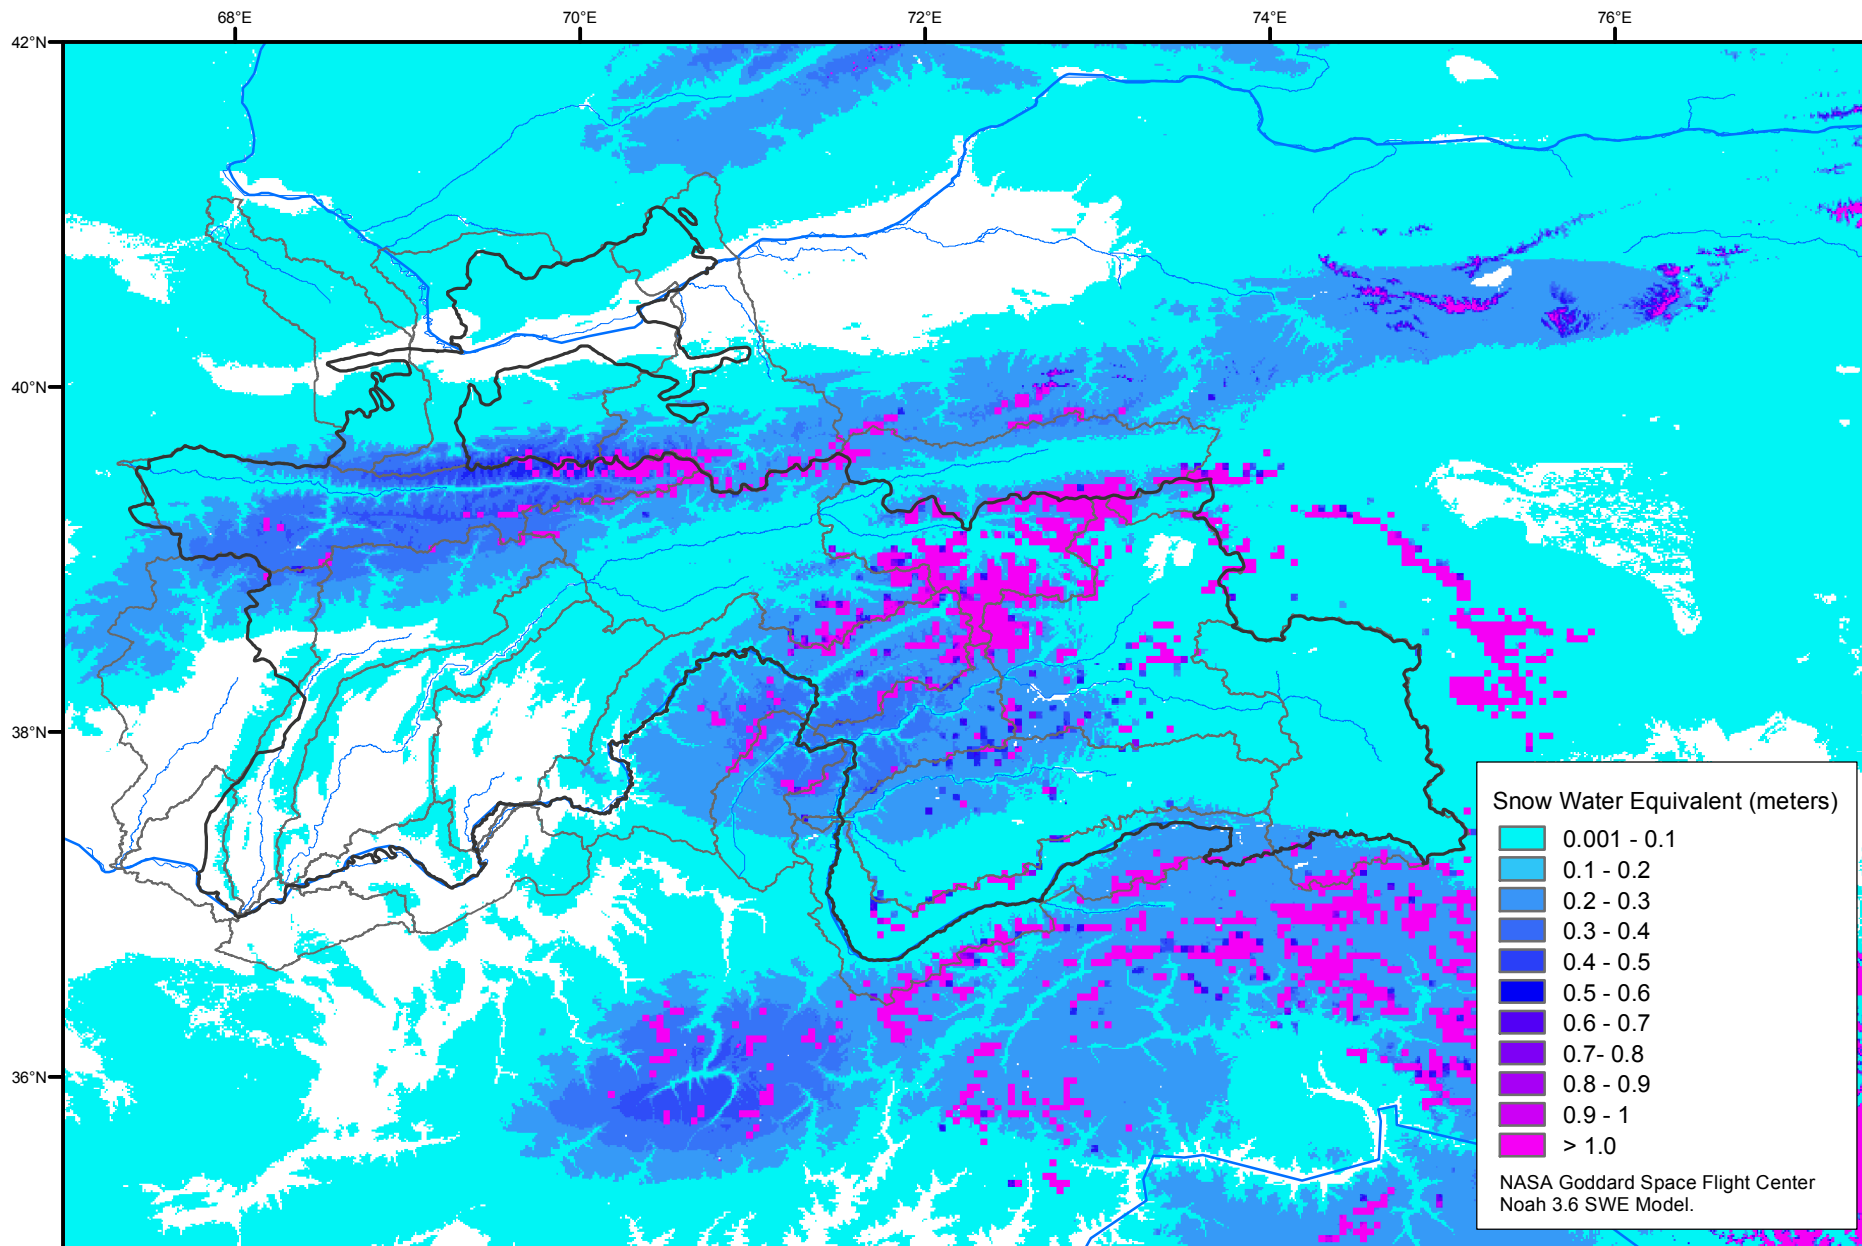 68°E
70°E
72°E
74°E
76°E
42°N
40°N
38°N
36°N
Snow Water Equivalent (meters)
0.001 - 0.1
0.1 - 0.2
0.2 - 0.3
0.3 - 0.4
0.4 - 0.5
0.5 - 0.6
0.6 - 0.7
0.7- 0.8
0.8 - 0.9
0.9 - 1
> 1.0
NASA Goddard Space Flight Center
Noah 3.6 SWE Model.